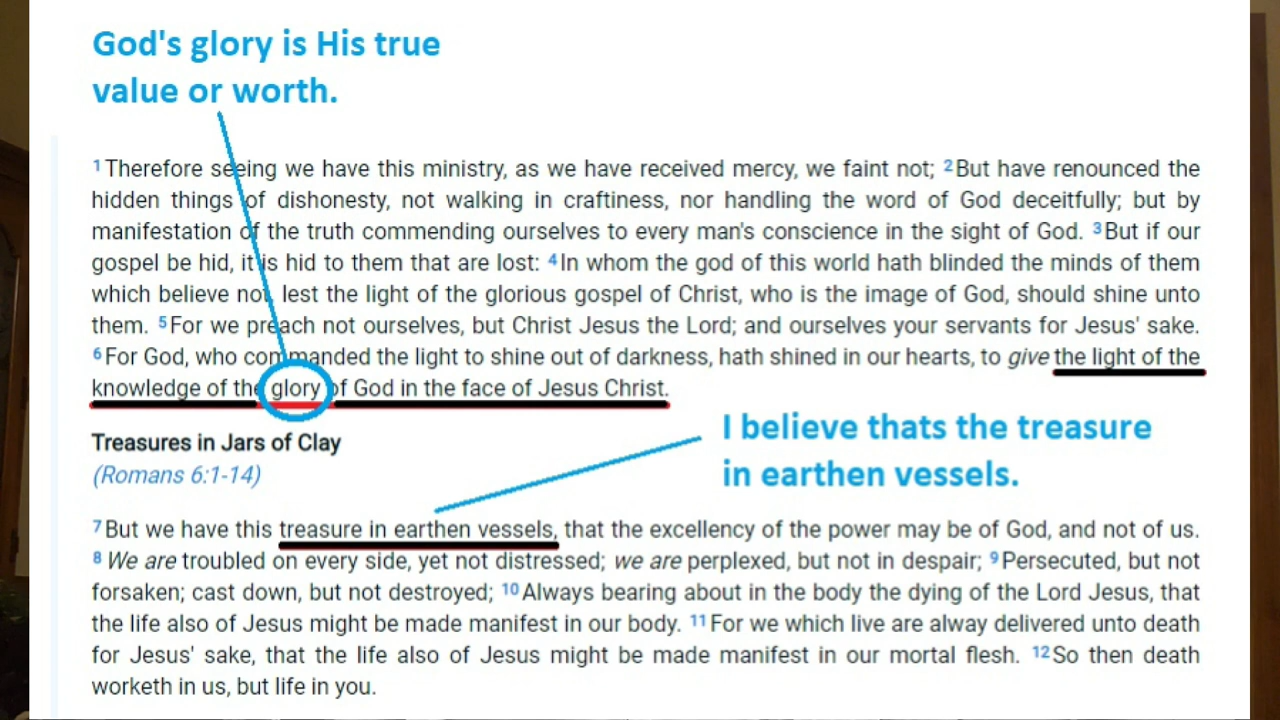 God's glory is His true
value or worth.
1 Therefore seeing we have this ministry, as we have received mercy, we faint not; 2 But have renounced the
hidden things of dishonesty, not walking in craftiness, nor handling the word of God deceitfully; but by
manifestation of the truth commending ourselves to every man's conscience in the sight of God. 3 But if our
gospel be hid, it is hid to them that are lost: 4 In whom the god of this world hath blinded the minds of them
which believe not, lest the light of the glorious gospel of Christ, who is the image of God, should shine unto
them. 5 For we preach not ourselves, but Christ Jesus the Lord; and ourselves your servants for Jesus' sake.
6 For God, who commanded the light to shine out of darkness, hath shined in our hearts, to give the light of the
knowledge of the glory of God in the face of Jesus Christ.
I believe thats the treasure
in earthen vessels.
Treasures in Jars of Clay
(Romans 6:1-14)
7 But we have this treasure in earthen vessels, that the excellency of the power may be of God, and not of us.
8 We are troubled on every side, yet not distressed; we are perplexed, but not in despair; 9 Persecuted, but not
forsaken; cast down, but not destroyed; 10 Always bearing about in the body the dying of the Lord Jesus, that
the life also of Jesus might be made manifest in our body. 11 For we which live are alway delivered unto death
for Jesus' sake, that the life also of Jesus might be made manifest in our mortal flesh. 12 So then death
worketh in us, but life in you.